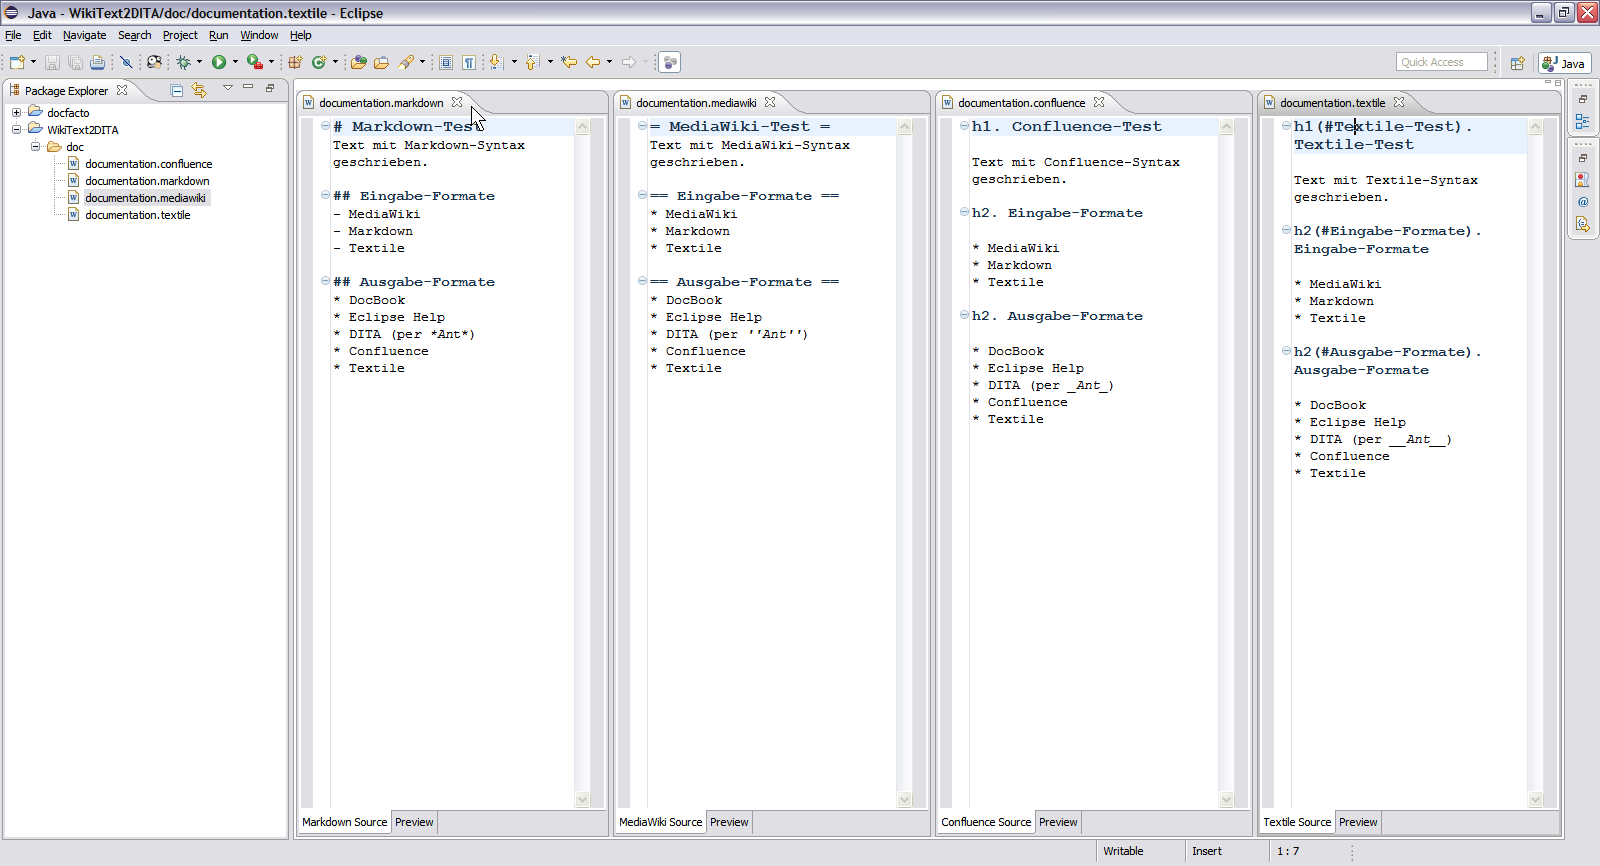 Java - WikiText2DITA/doc/documentation.textile - Eclipse
File Edit Navigate Search Project Run Window Help
Quick Access
Java
Package Explorer
docfacto
WikiText2DITA
doc
documentation.confluence
documentation.markdown
documentation.mediawiki
documentation.textile
documentation.markdown
# Markdown-Test
Text mit Markdown-Syntax
geschrieben.
## Eingabe-Formate
- MediaWiki
- Markdown
- Textile
## Ausgabe-Formate
* DocBook
* Eclipse Help
* DITA (per *Ant*)
* Confluence
* Textile
Markdown Source Preview
documentation.mediawiki
= MediaWiki-Test =
Text mit MediaWiki-Syntax
geschrieben.
== Eingabe-Formate ==
* MediaWiki
* Markdown
* Textile
== Ausgabe-Formate ==
* DocBook
* Eclipse Help
* DITA (per ''Ant'')
* Confluence
* Textile
MediaWiki Source Preview
documentation.confluence
h1. Confluence-Test
Text mit Confluence-Syntax
geschrieben.
h2. Eingabe-Formate
* MediaWiki
* Markdown
* Textile
h2. Ausgabe-Formate
* DocBook
* Eclipse Help
* DITA (per _Ant_)
* Confluence
* Textile
Confluence Source Preview
documentation.textile
h1(#Textile-Test).
Textile-Test
Text mit Textile-Syntax
geschrieben.
h2(#Eingabe-Formate).
Eingabe-Formate
* MediaWiki
* Markdown
* Textile
h2(#Ausgabe-Formate).
Ausgabe-Formate
* DocBook
* Eclipse Help
* DITA (per __Ant__)
* Confluence
* Textile
Textile Source Preview
Writable Insert 1 : 7